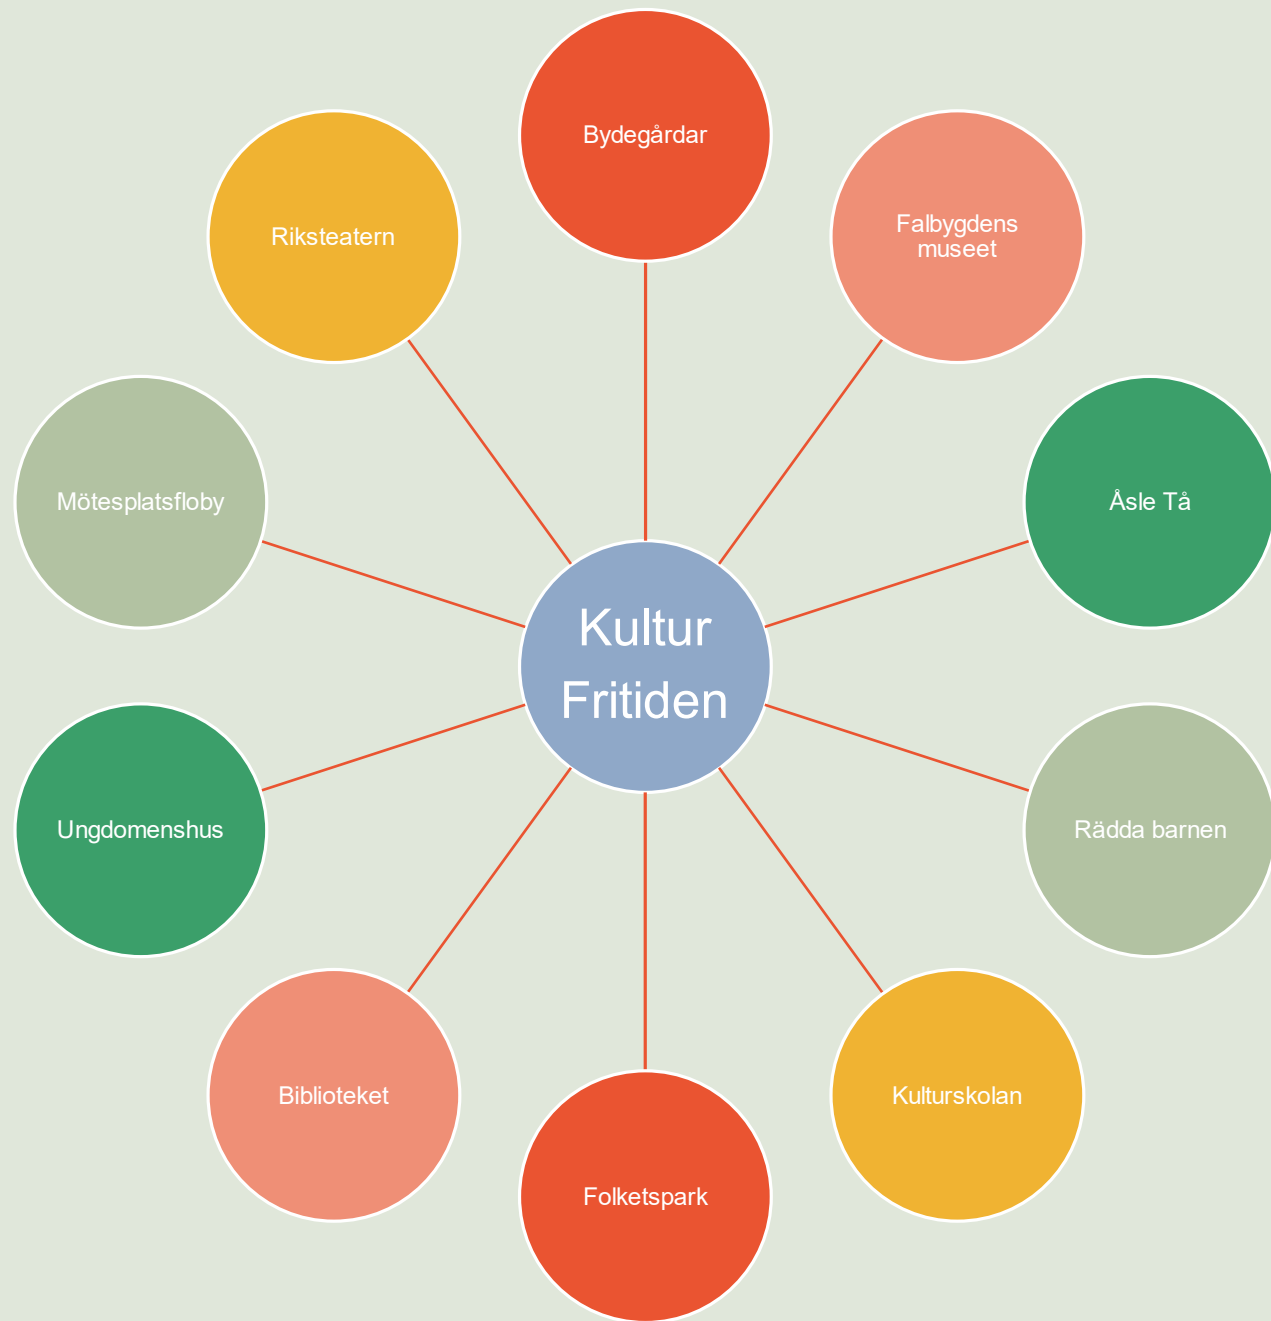 Bydegårdar
Riksteatern
Falbygdens
museet
Mötesplatsfloby
Åsle Tå
Kultur
Fritiden
Ungdomenshus
Rädda barnen
Biblioteket
Kulturskolan
Folketspark